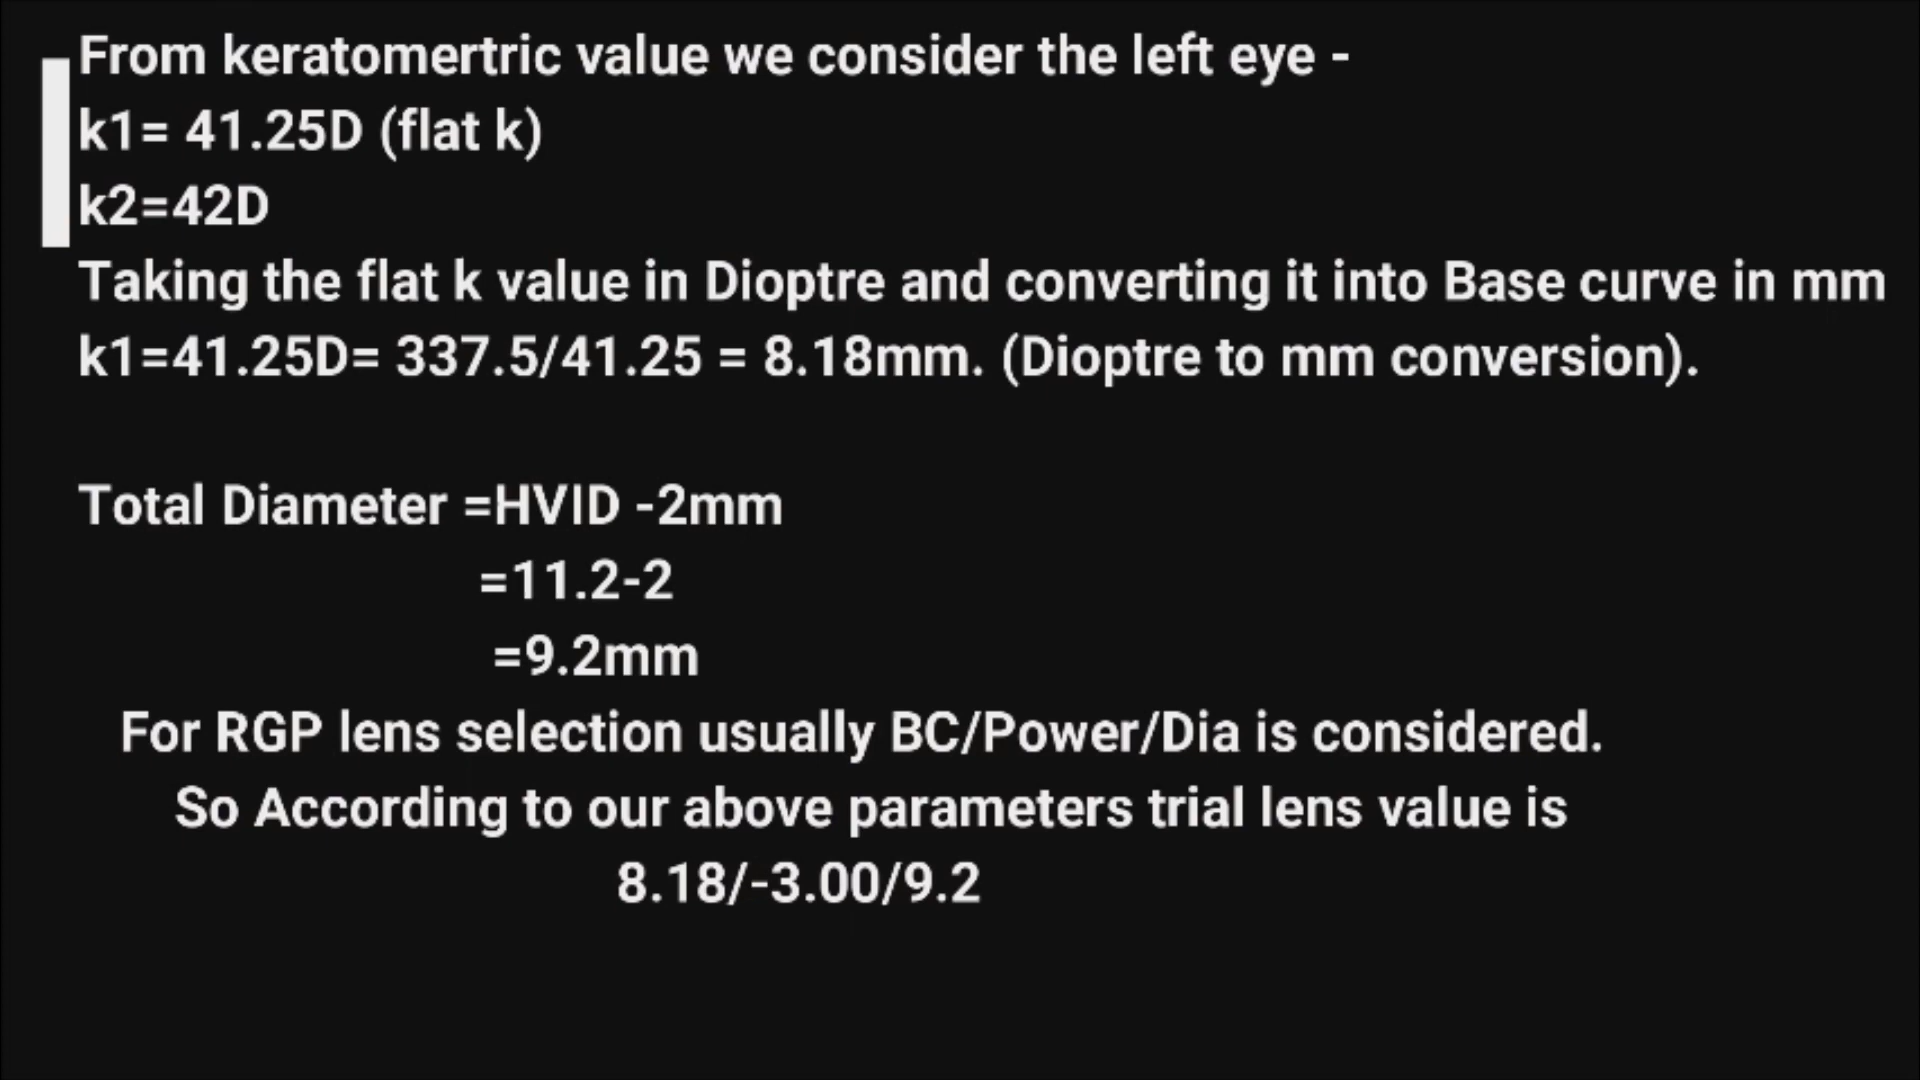 From keratomertric value we consider the left eye -
k1= 41.25D (flat k)
k2=42D
Taking the flat k value in Dioptre and converting it into Base curve in mm
k1=41.25D= 337.5/41.25 = 8.18mm. (Dioptre to mm conversion).
Total Diameter =HVID -2mm
=11.2-2
=9.2mm
For RGP lens selection usually BC/Power/Dia is considered.
So According to our above parameters trial lens value is
8.18/-3.00/9.2